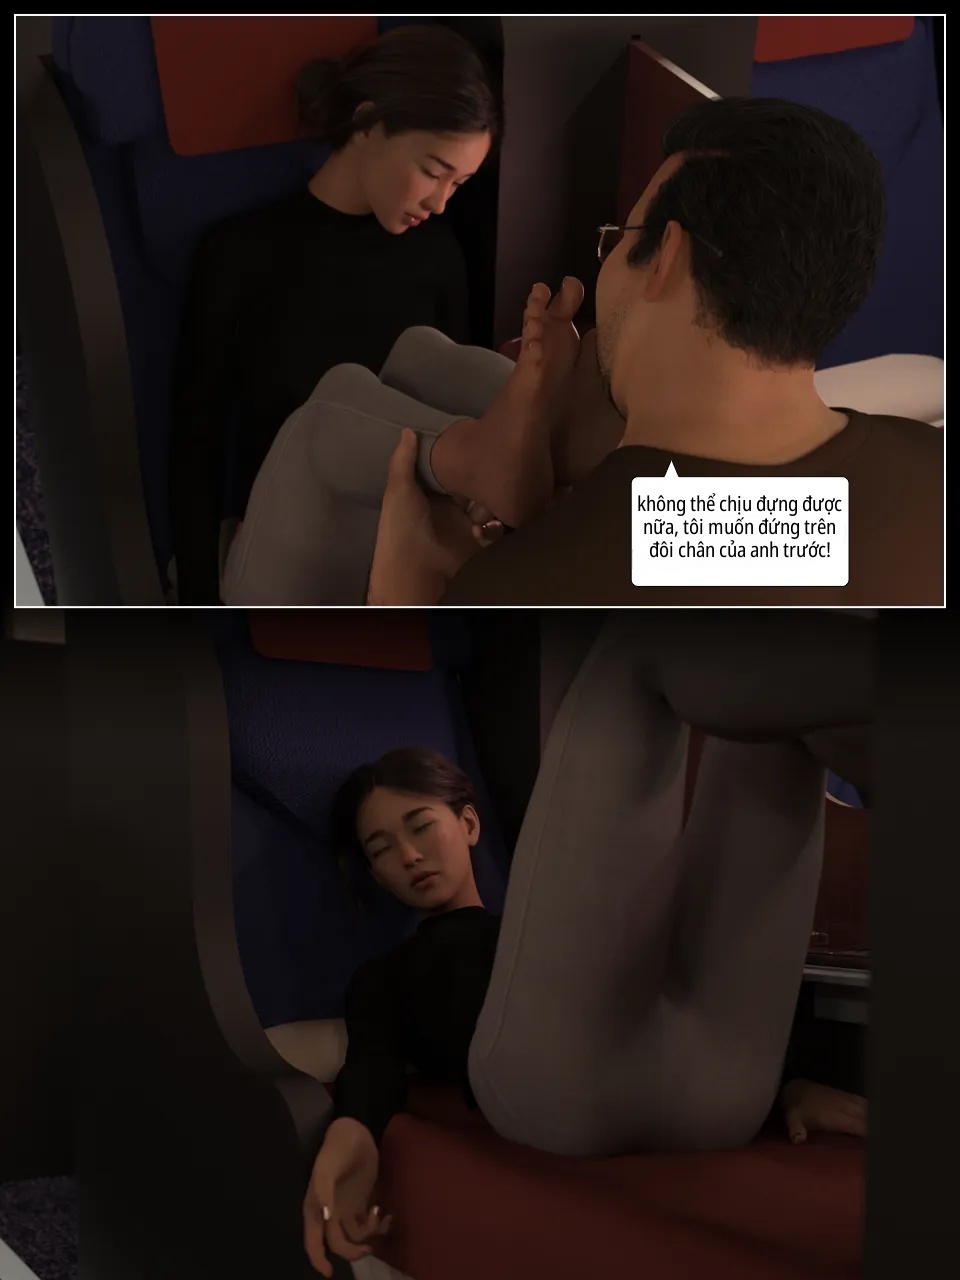 không thể chịu đựng được
nữa, tôi muốn đứng trên
đôi chân của anh trước!